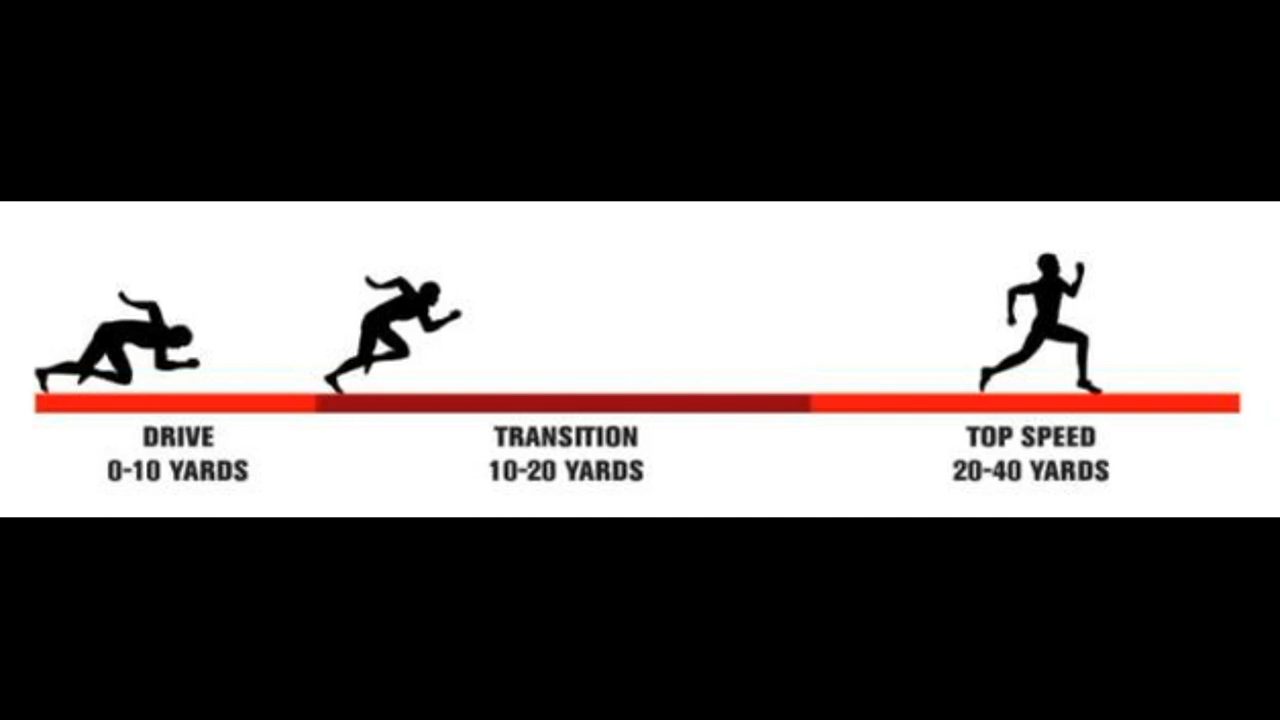 DRIVE
0-10 YARDS
TRANSITION
10-20 YARDS
TOP SPEED
20-40 YARDS